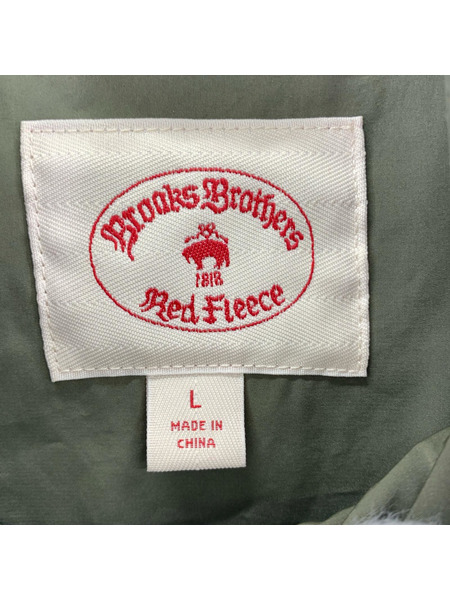 Brooks Brothers
1818
Red Fleece
L
MADE IN
CHINA